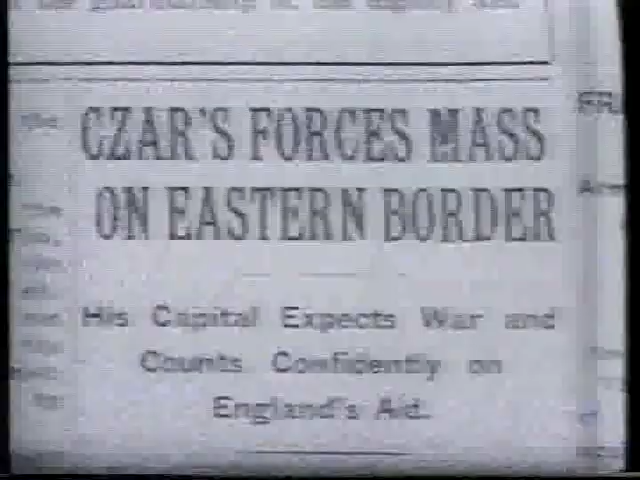 CZAR'S FORCES MASS
ON EASTERN BORDER
His Capital Expects War and
Counts Confidently on
England's Aid.